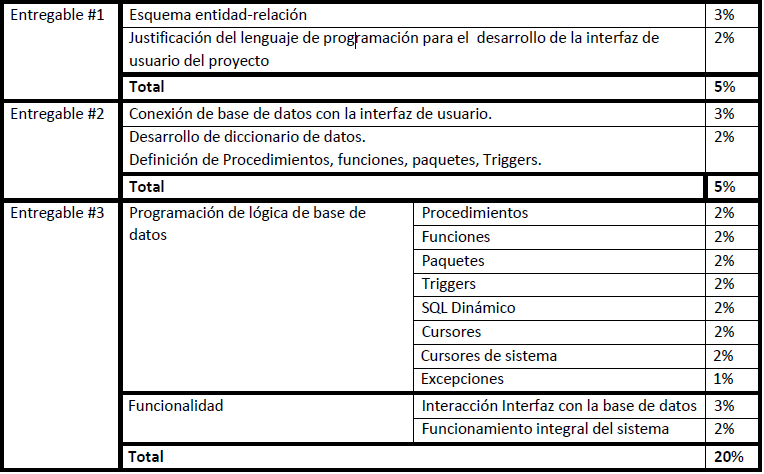 Entregable #1 Esquema entidad-relación 3%
Justificación del lenguaje de programación para el desarrollo de la interfaz de 2%
usuario del proyecto
Total 5%
Entregable #2 Conexión de base de datos con la interfaz de usuario. 3%
Desarrollo de diccionario de datos. 2%
Definición de Procedimientos, funciones, paquetes, Triggers.
Total 5%
Entregable #3 Programación de lógica de base de Procedimientos 2%
datos
Funciones 2%
Paquetes 2%
Triggers 2%
SQL Dinámico 2%
Cursores 2%
Cursores de sistema 2%
Excepciones 1%
Funcionalidad Interacción Interfaz con la base de datos 3%
Funcionamiento integral del sistema 2%
Total 20%